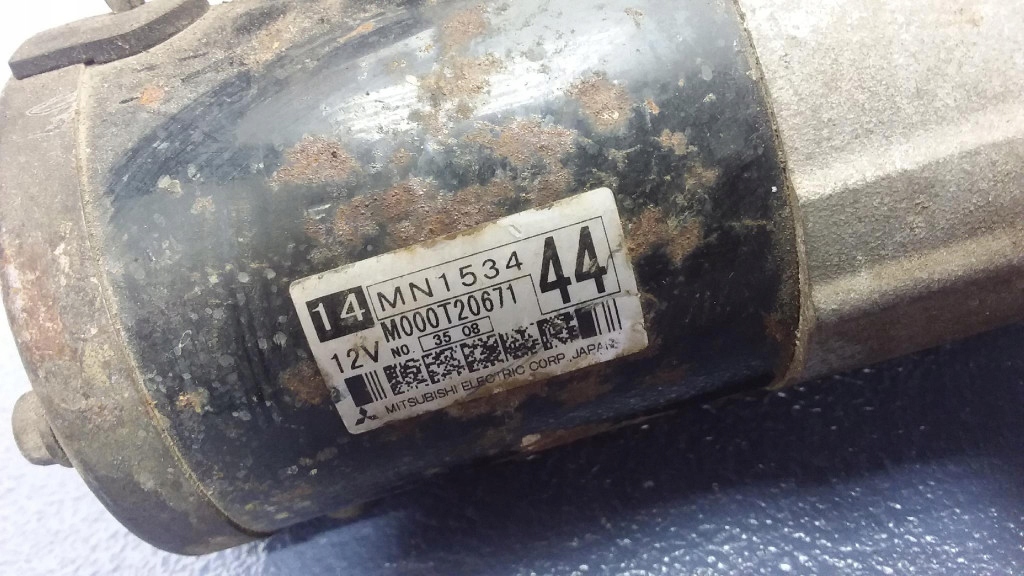 14 MN1534 44
M000T20671
12V NO 35 08
MITSUBISHI ELECTRIC CORP. JAPAN